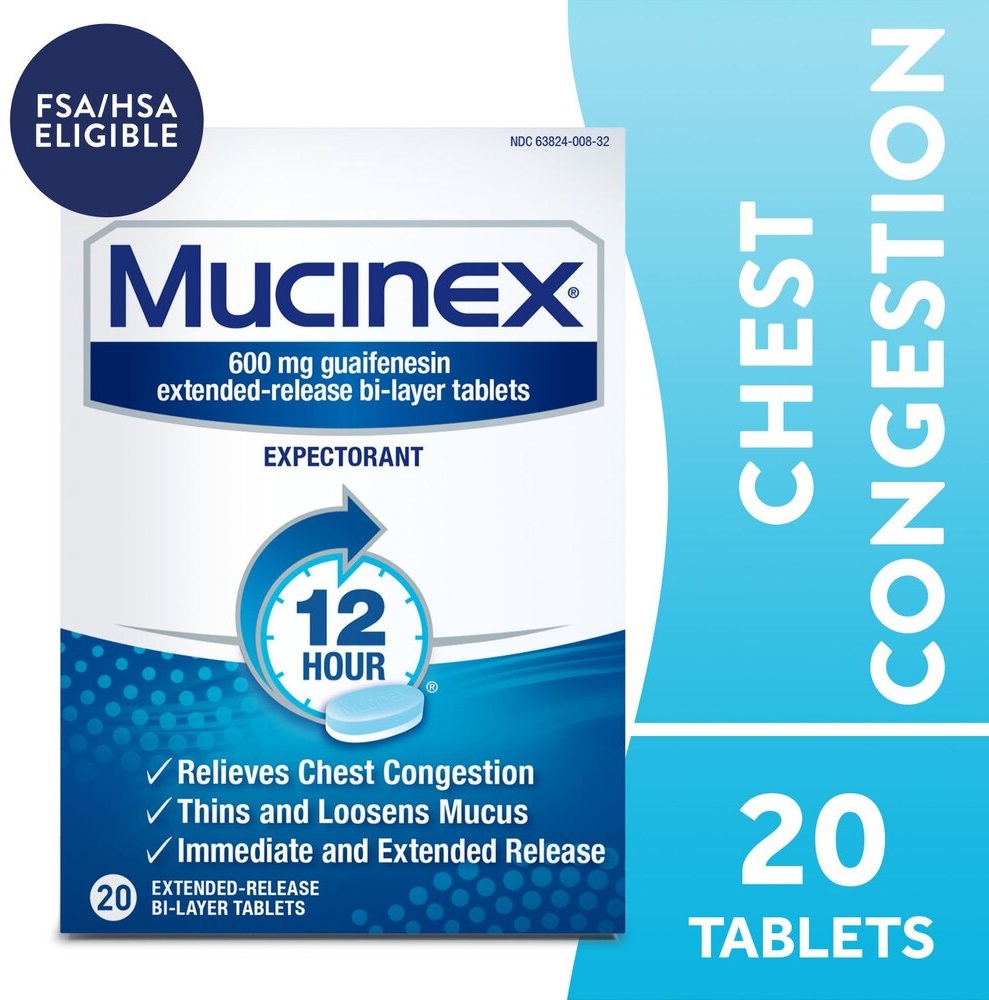 FSA/HSA
ELIGIBLE
NDC 63824-008-32
Mucinex®
600 mg guaifenesin
extended-release bi-layer tablets
EXPECTORANT
12
HOUR
®
✓ Relieves Chest Congestion
✓ Thins and Loosens Mucus
✓ Immediate and Extended Release
20
EXTENDED-RELEASE
BI-LAYER TABLETS
CHEST
CONGESTION
20
TABLETS